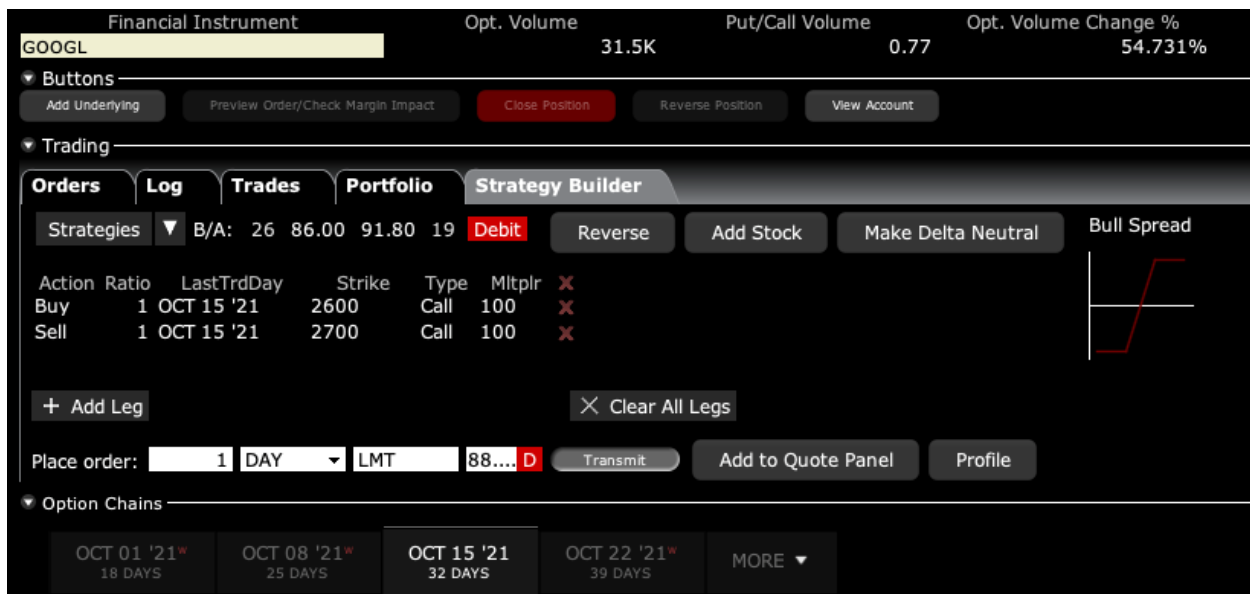 Financial Instrument Opt. Volume Put/Call Volume Opt. Volume Change %
GOOGL 31.5K 0.77 54.731%
Buttons
Add Underlying Preview Order/Check Margin Impact Close Position Reverse Position View Account
Trading
Orders Log Trades Portfolio Strategy Builder
Strategies ▼ B/A: 26 86.00 91.80 19 Debit Reverse Add Stock Make Delta Neutral Bull Spread
Action Ratio LastTrdDay Strike Type Mltplr X
Buy 1 OCT 15 '21 2600 Call 100 X
Sell 1 OCT 15 '21 2700 Call 100 X
+ Add Leg X Clear All Legs
Place order: 1 DAY LMT 88.... D Transmit Add to Quote Panel Profile
Option Chains
OCT 01 '21W OCT 08 '21W OCT 15 '21 OCT 22 '21W MORE ▼
18 DAYS 25 DAYS 32 DAYS 39 DAYS